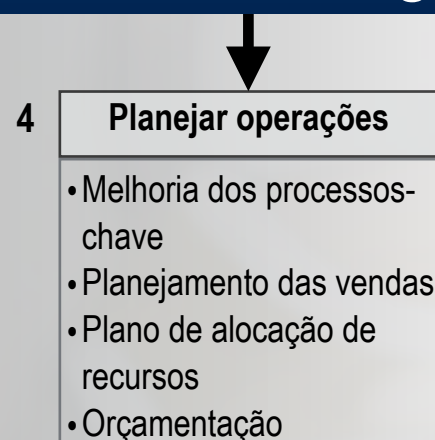 4
Planejar operações
• Melhoria dos processos-
chave
• Planejamento das vendas
• Plano de alocação de
recursos
• Orçamentação